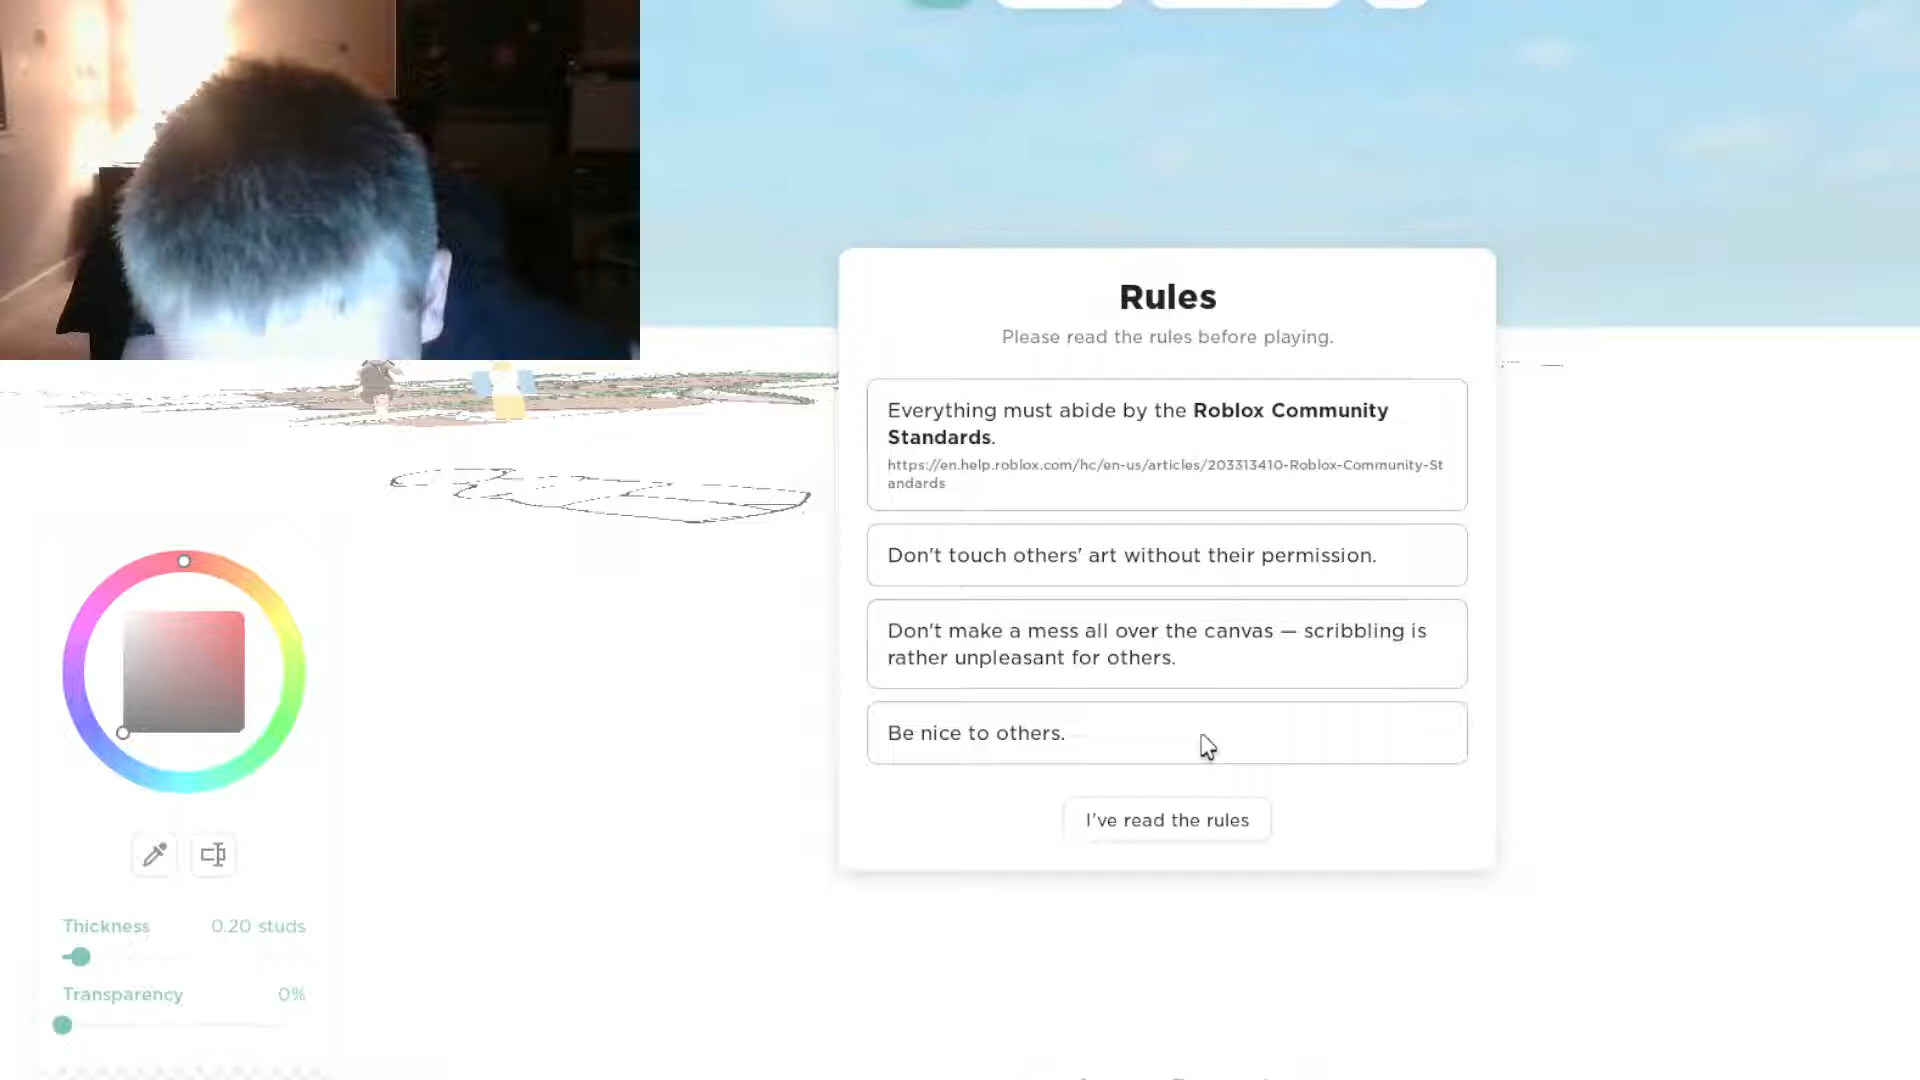 Rules
Please read the rules before playing.
Everything must abide by the Roblox Community
Standards.
https://en.help.roblox.com/hc/en-us/articles/203313410-Roblox-Community-St
andards
Don't touch others' art without their permission.
Don't make a mess all over the canvas — scribbling is
rather unpleasant for others.
Be nice to others.
I've read the rules
Thickness 0.20 studs
Transparency 0%